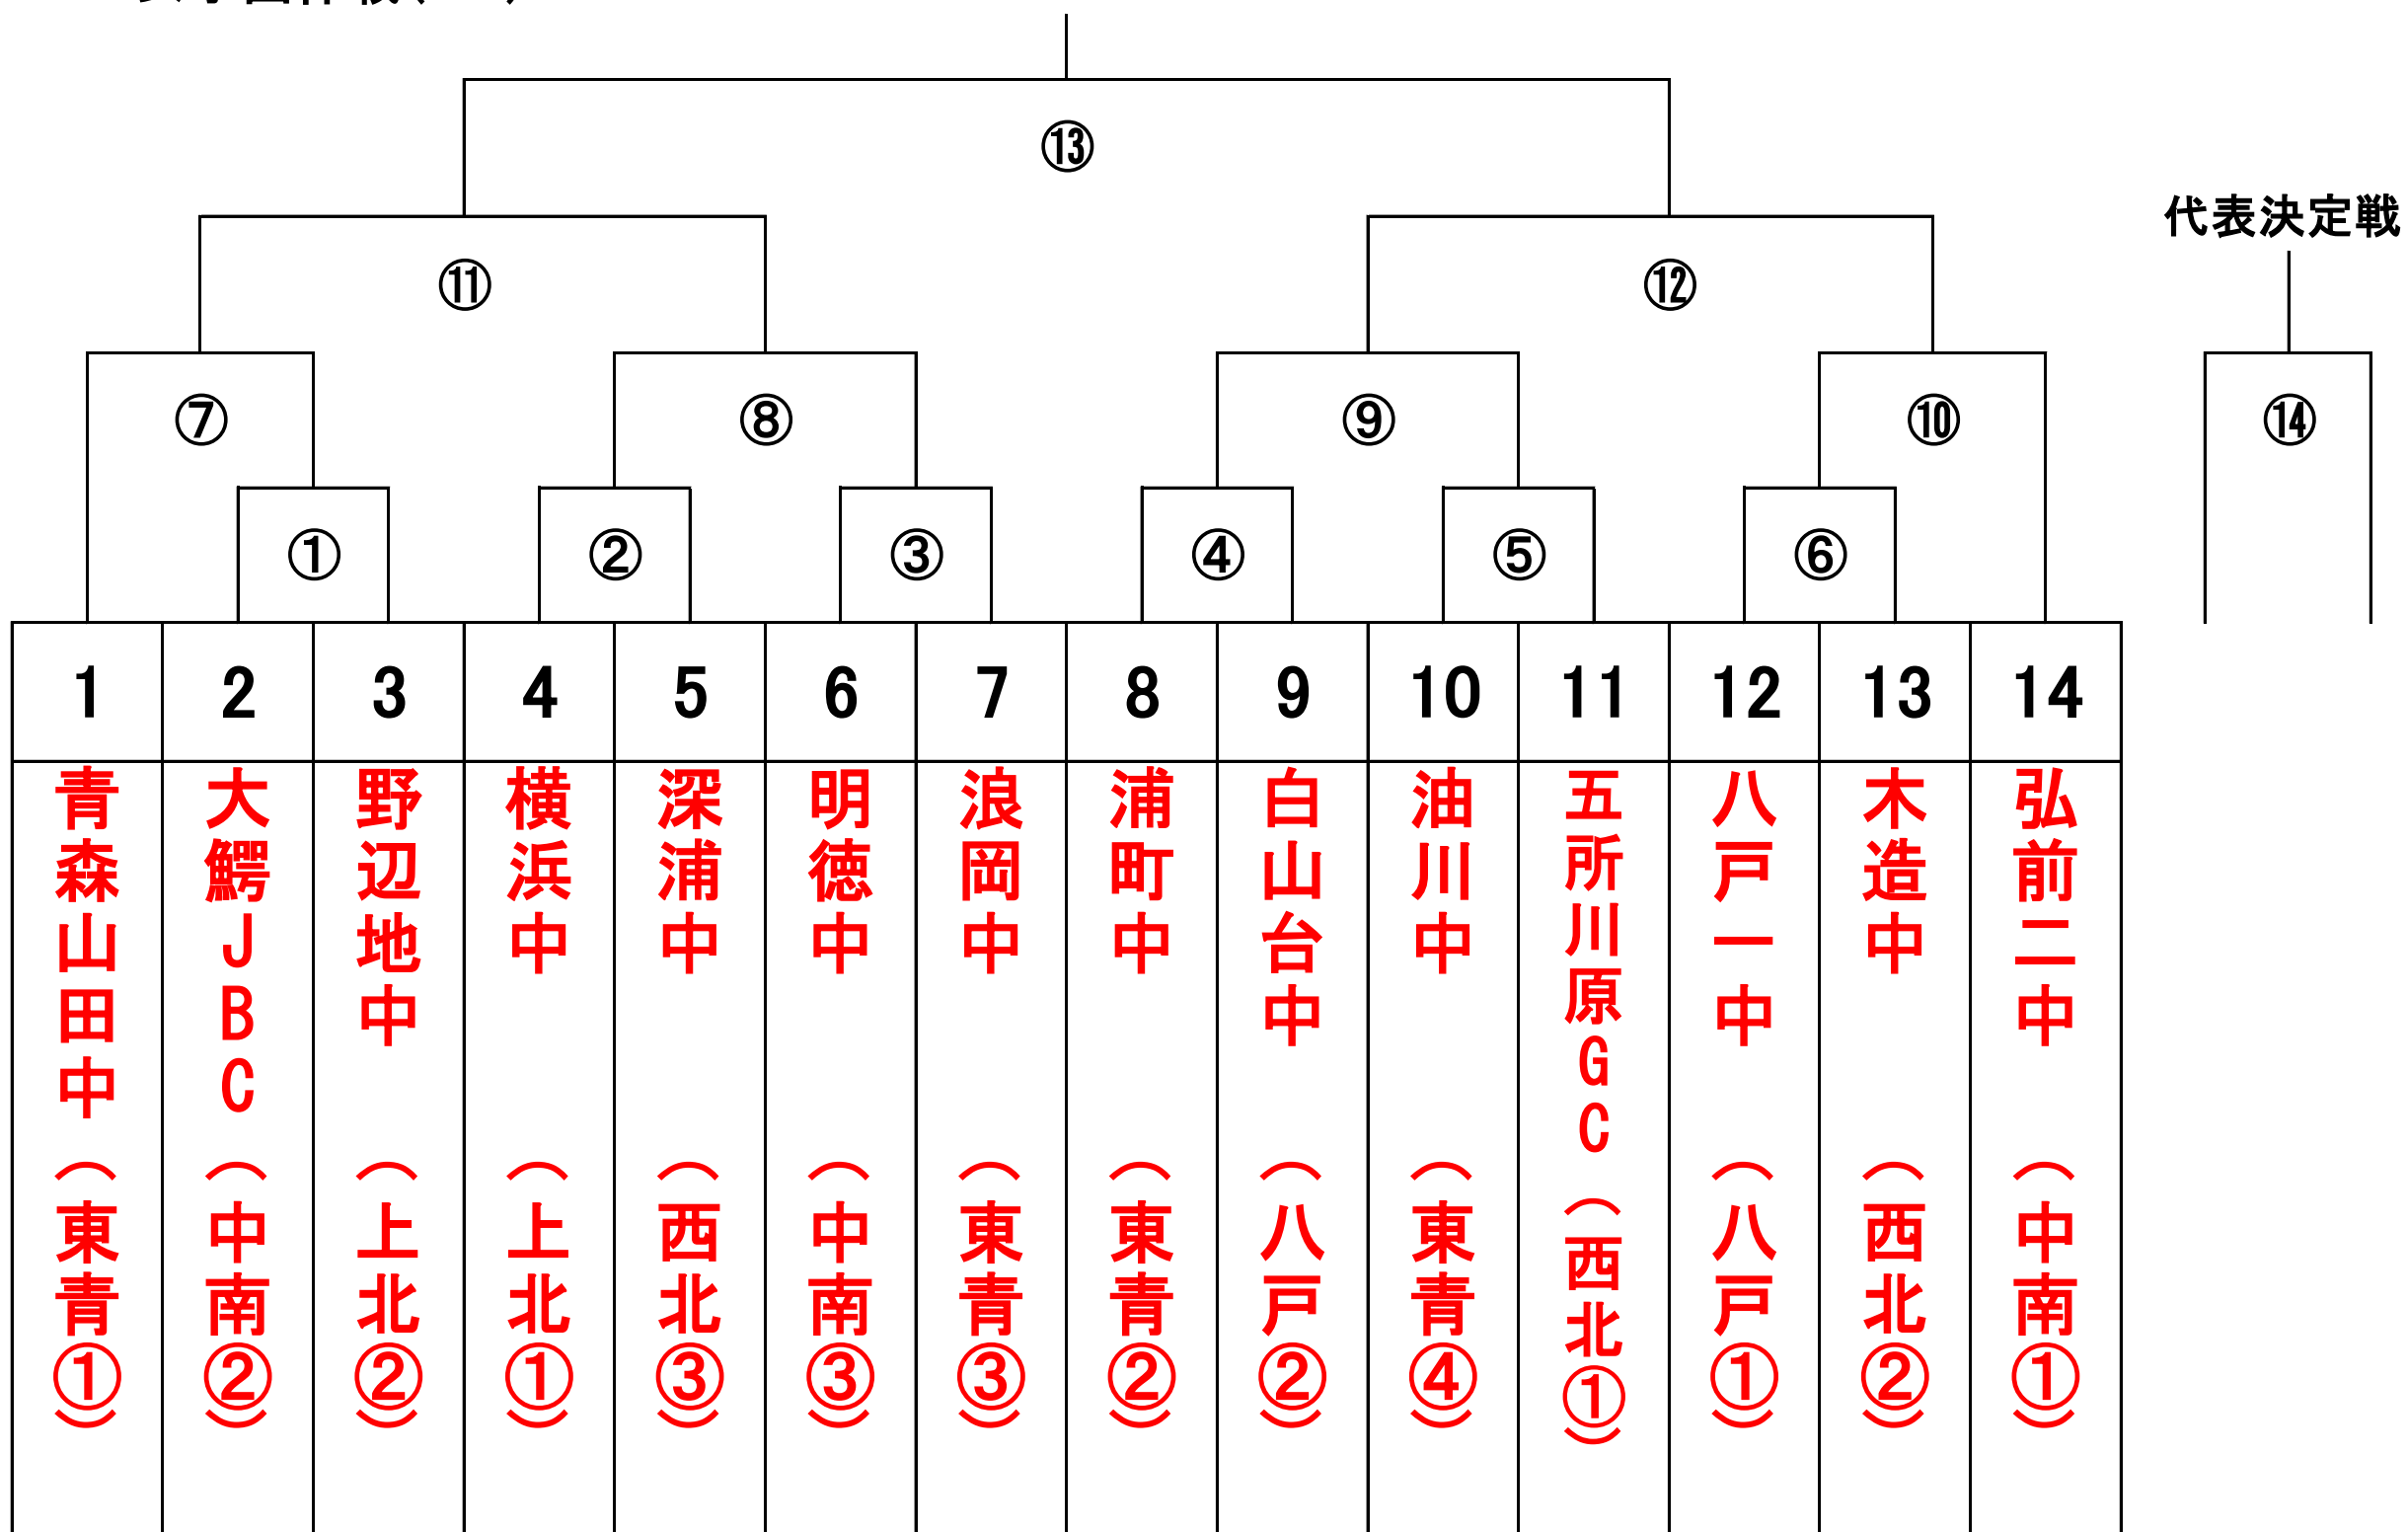 ⑬
代表決定戦
⑪
⑫
⑦
⑧
⑨
⑩
⑭
①
②
③
④
⑤
⑥
1
2
3
4
5
6
7
8
9
10
11
12
13
14
青森山田中(東青①)
大鰐JBC(中南②)
野辺地中(上北②)
横浜中(上北①)
深浦中(西北③)
明徳中(中南③)
浪岡中(東青③)
浦町中(東青②)
白山台中(八戸②)
油川中(東青④)
五所川原GC(西北①)
八戸一中(八戸①)
木造中(西北②)
弘前二中(中南①)